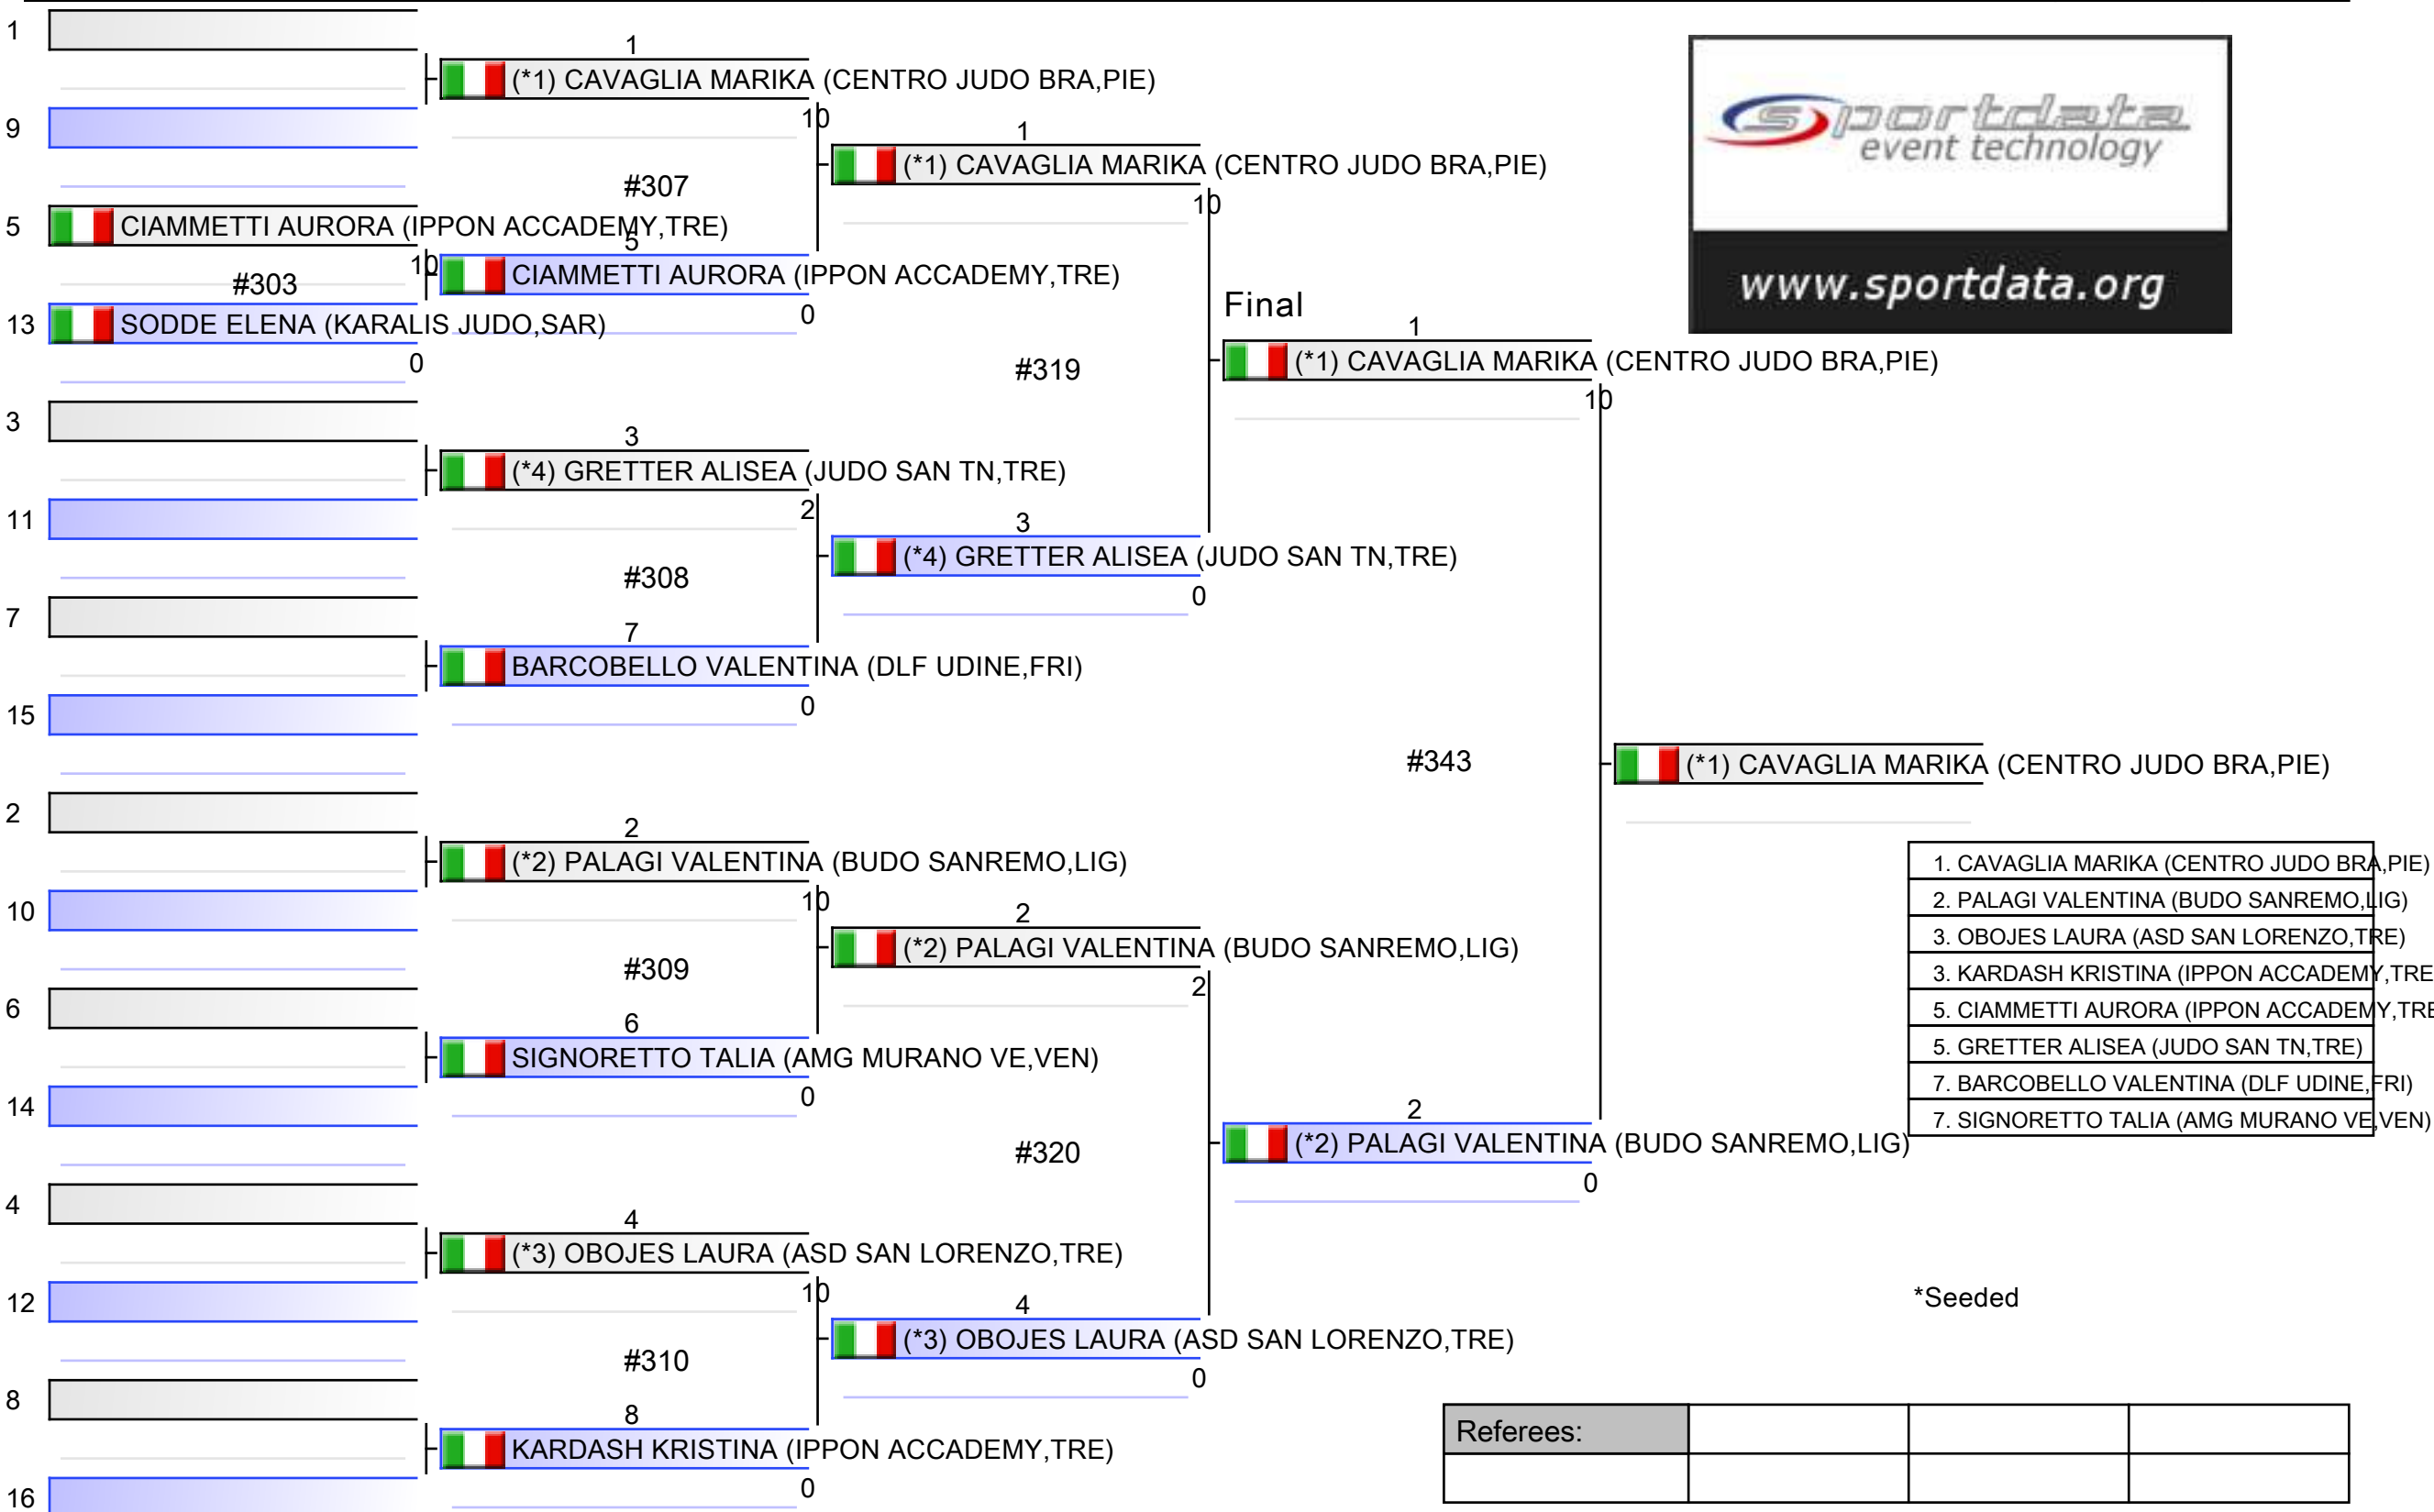 1
1
(*1) CAVAGLIA MARIKA (CENTRO JUDO BRA,PIE)
sportdata
event technology
www.sportdata.org
9
10
1
(*1) CAVAGLIA MARIKA (CENTRO JUDO BRA,PIE)
#307
10
5
CIAMMETTI AURORA (IPPON ACCADEMY,TRE)
5
10
CIAMMETTI AURORA (IPPON ACCADEMY,TRE)
#303
0
13
SODDE ELENA (KARALIS JUDO,SAR)
0
Final
1
(*1) CAVAGLIA MARIKA (CENTRO JUDO BRA,PIE)
#319
10
3
3
(*4) GRETTER ALISEA (JUDO SAN TN,TRE)
2
11
3
(*4) GRETTER ALISEA (JUDO SAN TN,TRE)
#308
0
7
7
BARCOBELLO VALENTINA (DLF UDINE,FRI)
0
15
#343
(*1) CAVAGLIA MARIKA (CENTRO JUDO BRA,PIE)
2
2
(*2) PALAGI VALENTINA (BUDO SANREMO,LIG)
10
10
2
(*2) PALAGI VALENTINA (BUDO SANREMO,LIG)
#309
2
6
6
SIGNORETTO TALIA (AMG MURANO VE,VEN)
0
14
2
(*2) PALAGI VALENTINA (BUDO SANREMO,LIG)
#320
0
1. CAVAGLIA MARIKA (CENTRO JUDO BRA,PIE)
2. PALAGI VALENTINA (BUDO SANREMO,LIG)
3. OBOJES LAURA (ASD SAN LORENZO,TRE)
3. KARDASH KRISTINA (IPPON ACCADEMY,TRE
5. CIAMMETTI AURORA (IPPON ACCADEMY,TRE
5. GRETTER ALISEA (JUDO SAN TN,TRE)
7. BARCOBELLO VALENTINA (DLF UDINE,FRI)
7. SIGNORETTO TALIA (AMG MURANO VE,VEN)
4
4
(*3) OBOJES LAURA (ASD SAN LORENZO,TRE)
10
12
4
(*3) OBOJES LAURA (ASD SAN LORENZO,TRE)
#310
0
*Seeded
8
8
KARDASH KRISTINA (IPPON ACCADEMY,TRE)
0
16
Referees: